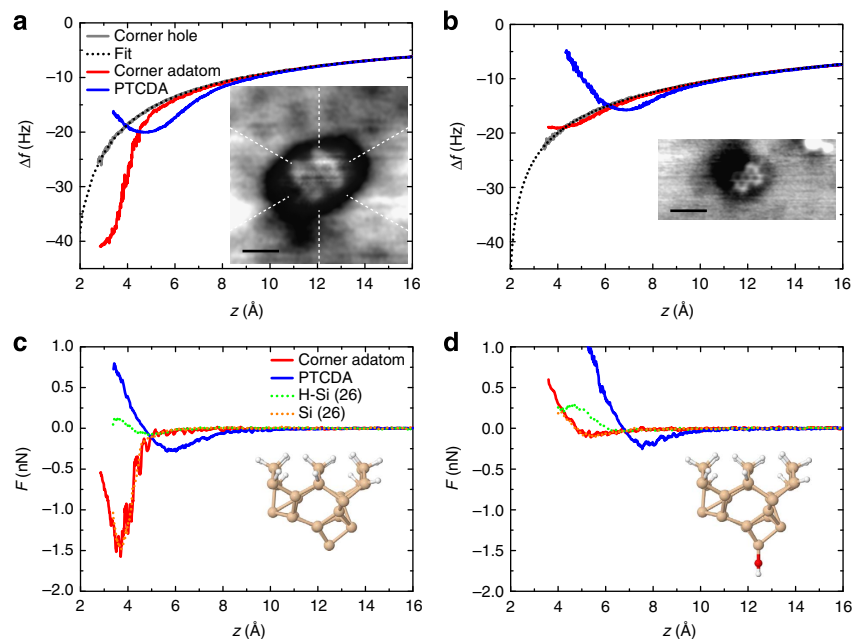 a
b
0
−10
−20
−30
−40
Δf (Hz)
Corner hole
Fit
Corner adatom
PTCDA
2 4 6 8 10 12 14 16
z (Å)
0
−10
−20
−30
−40
Δf (Hz)
2 4 6 8 10 12 14 16
z (Å)
c
d
1.0
0.5
0.0
−0.5
−1.0
−1.5
−2.0
F (nN)
Corner adatom
PTCDA
H-Si (26)
Si (26)
2 4 6 8 10 12 14 16
z (Å)
1.0
0.5
0.0
−0.5
−1.0
−1.5
−2.0
F (nN)
2 4 6 8 10 12 14 16
z (Å)